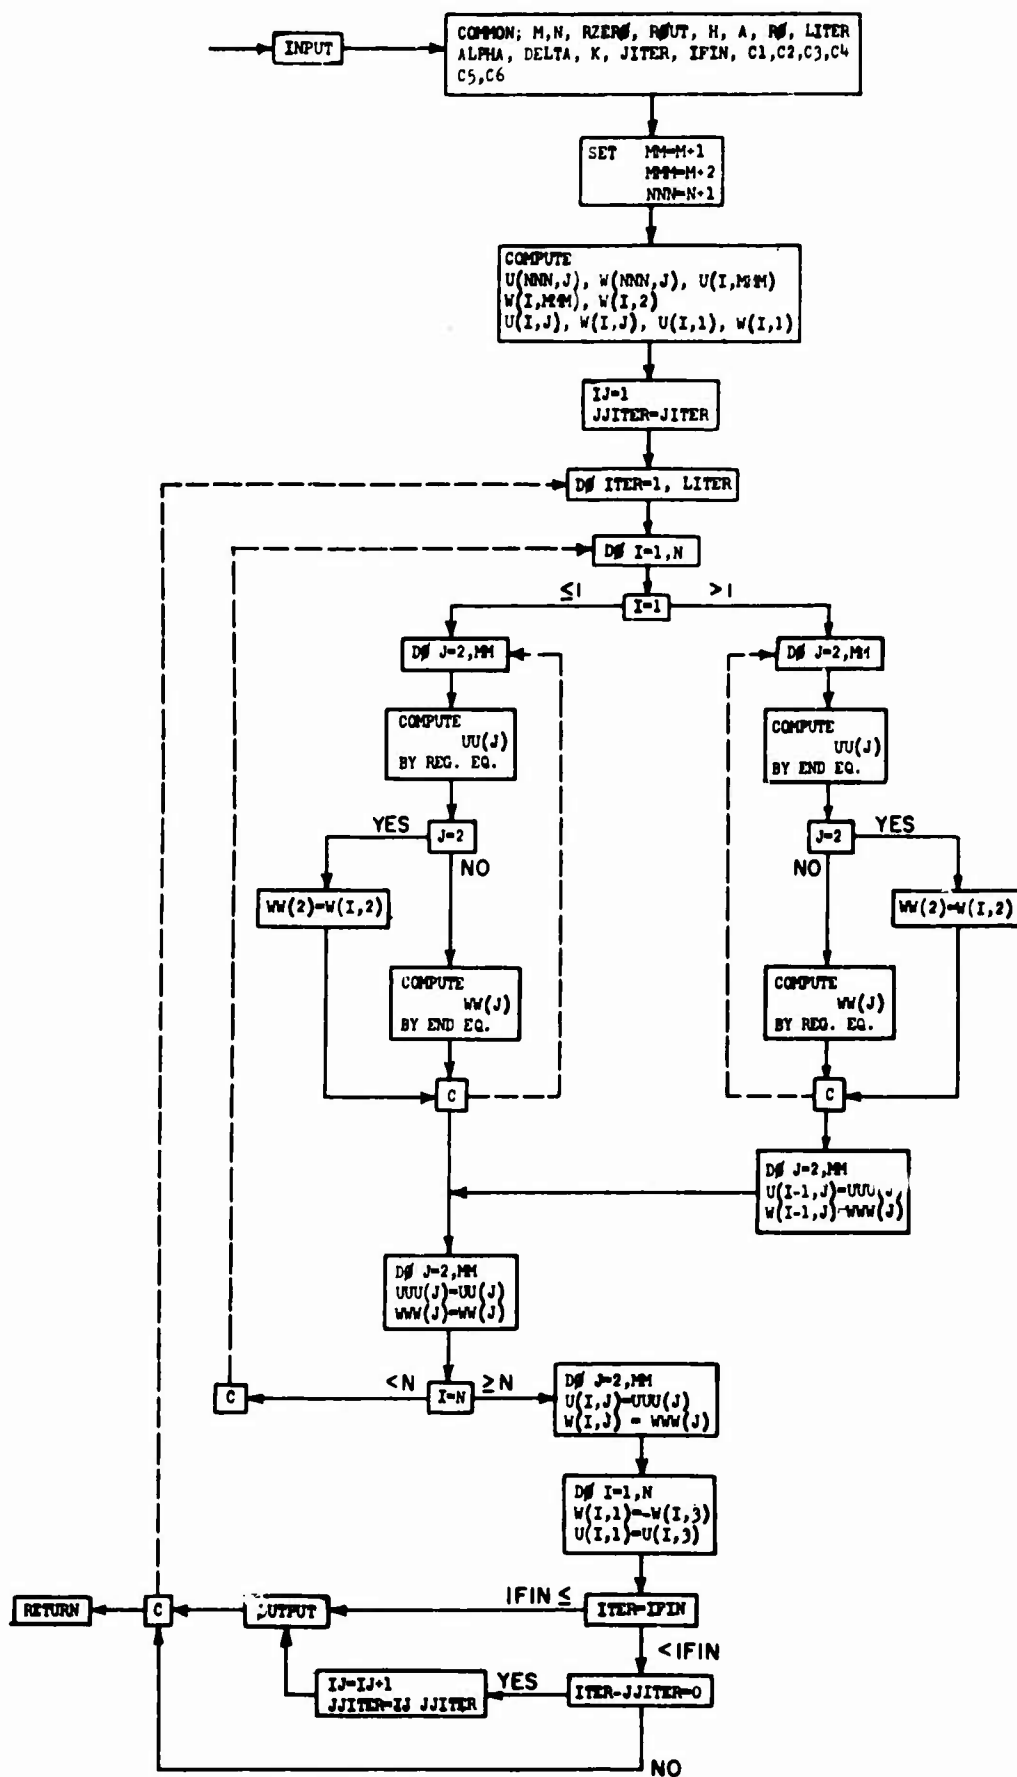 INPUT
COMMON; M,N, RZERØ, RØUT, H, A, RØ, LITER
ALPHA, DELTA, K, JITER, IFIN, C1,C2,C3,C4
C5,C6
SET MM=M+1
MMM=M+2
NNN=N+1
COMPUTE
U(NNN,J), W(NNN,J), U(I,MMM)
W(I,MMM), W(I,2)
U(I,J), W(I,J), U(I,1), W(I,1)
IJ=1
JJITER=JITER
DØ ITER=1, LITER
DØ I=1,N
≤1
I=1
>1
DØ J=2,MM
DØ J=2,MM
COMPUTE
UU(J)
BY REG. EQ.
COMPUTE
UU(J)
BY END EQ.
YES
J=2
NO
J=2
YES
NO
WW(2)=W(I,2)
WW(2)=W(I,2)
COMPUTE
WW(J)
BY END EQ.
COMPUTE
WW(J)
BY REG. EQ.
C
C
DØ J=2,MM
U(I-1,J)=UUU(J)
W(I-1,J)=WWW(J)
DØ J=2,MM
UUU(J)=UU(J)
WWW(J)=WW(J)
C
<N
I=N
≥N
DØ J=2,MM
U(I,J)=UUU(J)
W(I,J) = WWW(J)
DØ I=1,N
W(I,1)=-W(I,3)
U(I,1)=U(I,3)
RETURN
C
ØUTPUT
IFIN ≤
ITER=IFIN
<IFIN
IJ=IJ+1
JJITER=IJ JJITER
YES
ITER-JJITER=0
NO